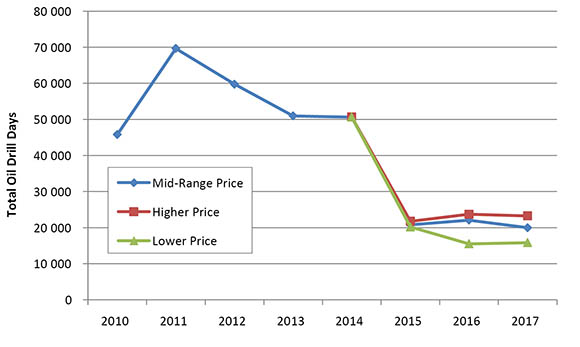 80 000
70 000
60 000
50 000
40 000
30 000
20 000
10 000
0
Total Oil Drill Days
Mid-Range Price
Higher Price
Lower Price
2010 2011 2012 2013 2014 2015 2016 2017